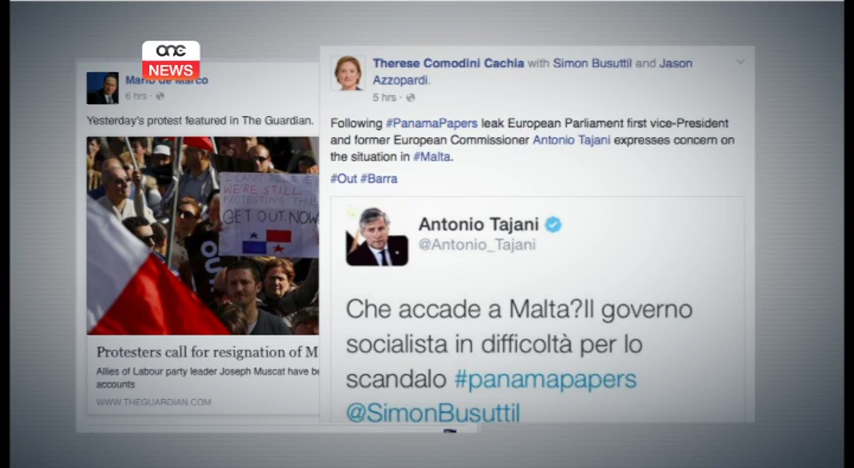 one
NEWS
Mario de Marco
6 hrs
Yesterday's protest featured in The Guardian.
WE'RE STILL
PROTESTING THIS
GET OUT NOW
Protesters call for resignation of M
Allies of Labour party leader Joseph Muscat have be
accounts
WWW.THEGUARDIAN.COM
Therese Comodini Cachia with Simon Busuttil and Jason
Azzopardi.
5 hrs
Following #PanamaPapers leak European Parliament first vice-President
and former European Commissioner Antonio Tajani expresses concern on
the situation in #Malta.
#Out #Barra
Antonio Tajani
@Antonio_Tajani
Che accade a Malta?Il governo
socialista in difficoltà per lo
scandalo #panamapapers
@SimonBusuttil